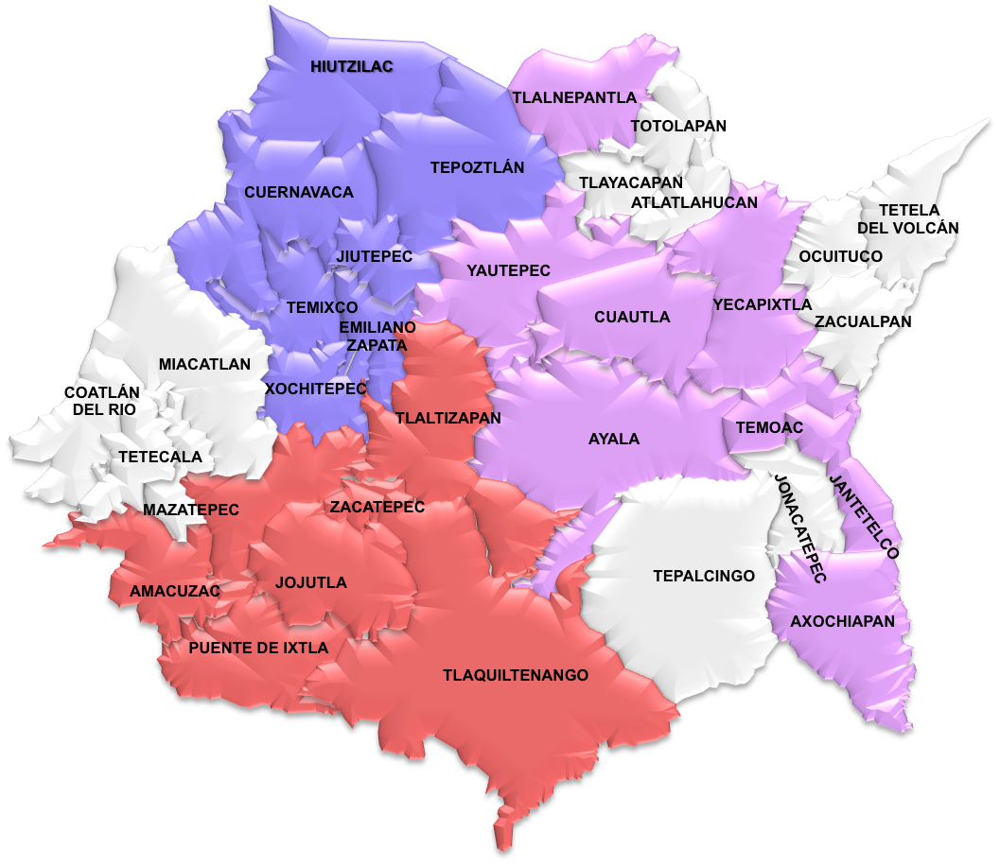 HIUTZILAC
TLALNEPANTLA
TOTOLAPAN
TEPOZTLÁN
TLAYACAPAN
CUERNAVACA
ATLATLAHUCAN
TETELA
DEL VOLCÁN
JIUTEPEC
OCUITUCO
YAUTEPEC
TEMIXCO
YECAPIXTLA
CUAUTLA
ZACUALPAN
EMILIANO
ZAPATA
MIACATLAN
XOCHITEPEC
COATLÁN
DEL RIO
TLALTIZAPAN
TEMOAC
AYALA
TETECALA
JONACATEPEC
JANTETELCO
ZACATEPEC
MAZATEPEC
TEPALCINGO
JOJUTLA
AMACUZAC
AXOCHIAPAN
PUENTE DE IXTLA
TLAQUILTENANGO